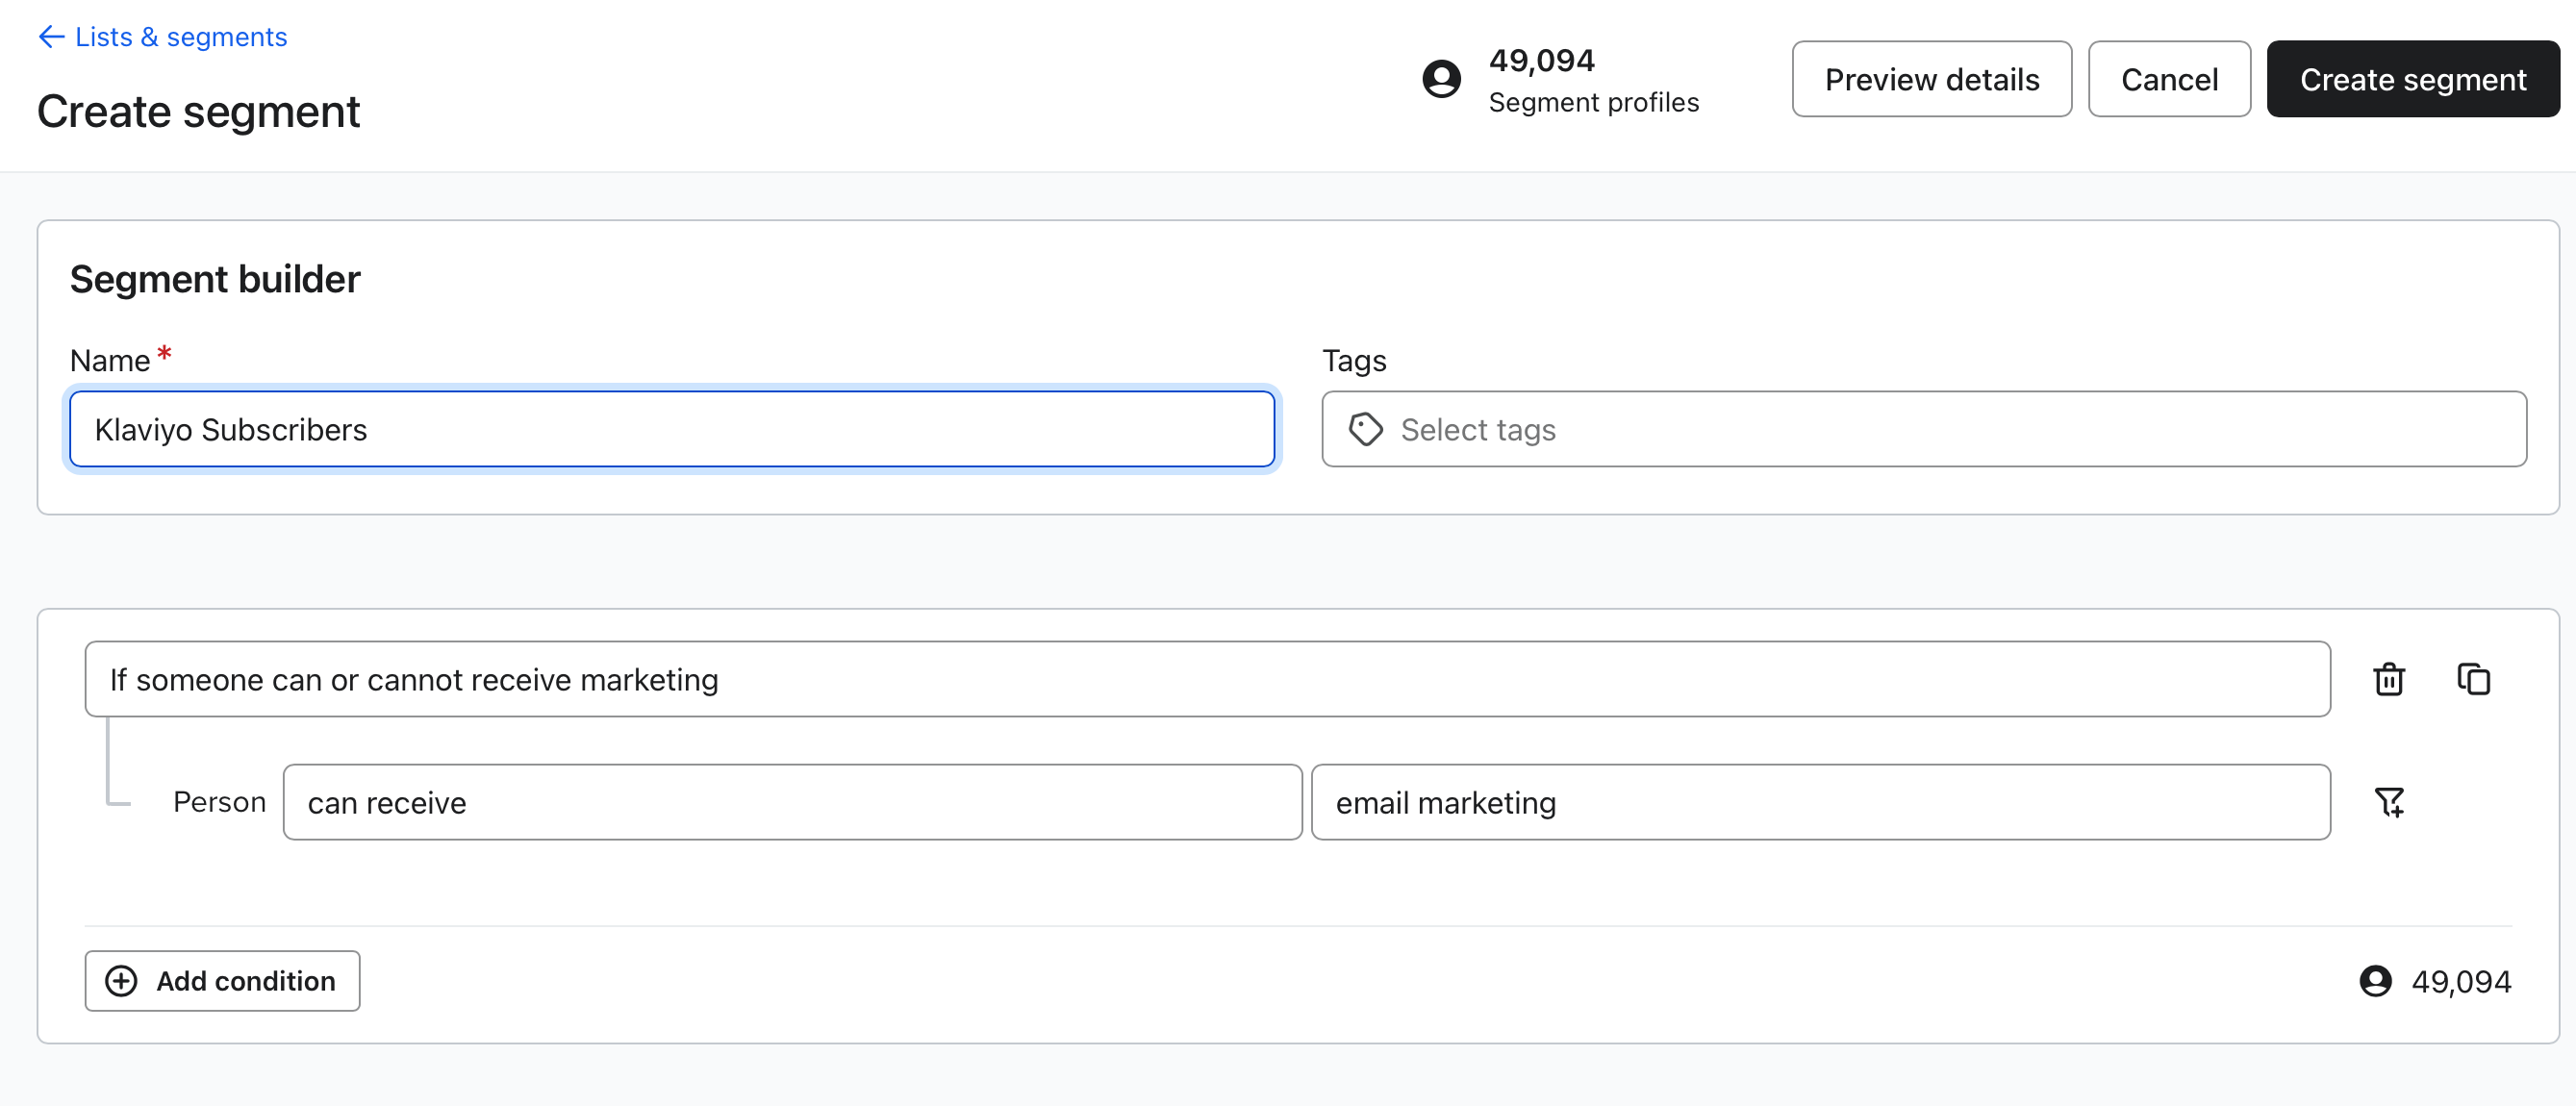 Lists & segments
Create segment
49,094
Segment profiles
Preview details
Cancel
Create segment
Segment builder
Name *
Tags
Klaviyo Subscribers
Select tags
If someone can or cannot receive marketing
Person can receive email marketing
Add condition
49,094